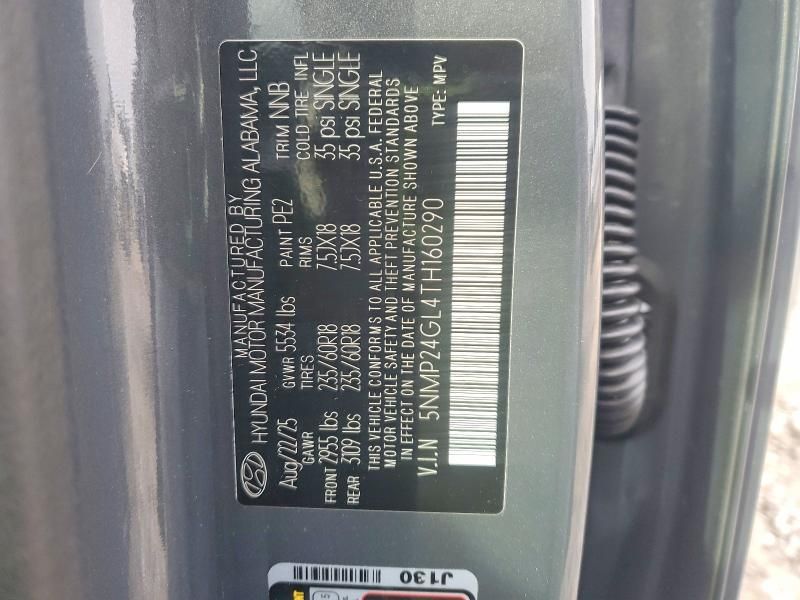 MANUFACTURED BY
HYUNDAI MOTOR MANUFACTURING ALABAMA, LLC
Aug/22/25 GVWR 5534 lbs PAINT PE2 TRIM NNB
GAWR TIRES RIMS COLD TIRE INFL
FRONT 2955 lbs 235/60R18 7.5JX18 35 psi SINGLE
REAR 3109 lbs 235/60R18 7.5JX18 35 psi SINGLE
THIS VEHICLE CONFORMS TO ALL APPLICABLE U.S.A. FEDERAL
MOTOR VEHICLE SAFETY AND THEFT PREVENTION STANDARDS
IN EFFECT ON THE DATE OF MANUFACTURE SHOWN ABOVE
V.I.N 5NMP24GL4TH160290 TYPE: MPV
J130